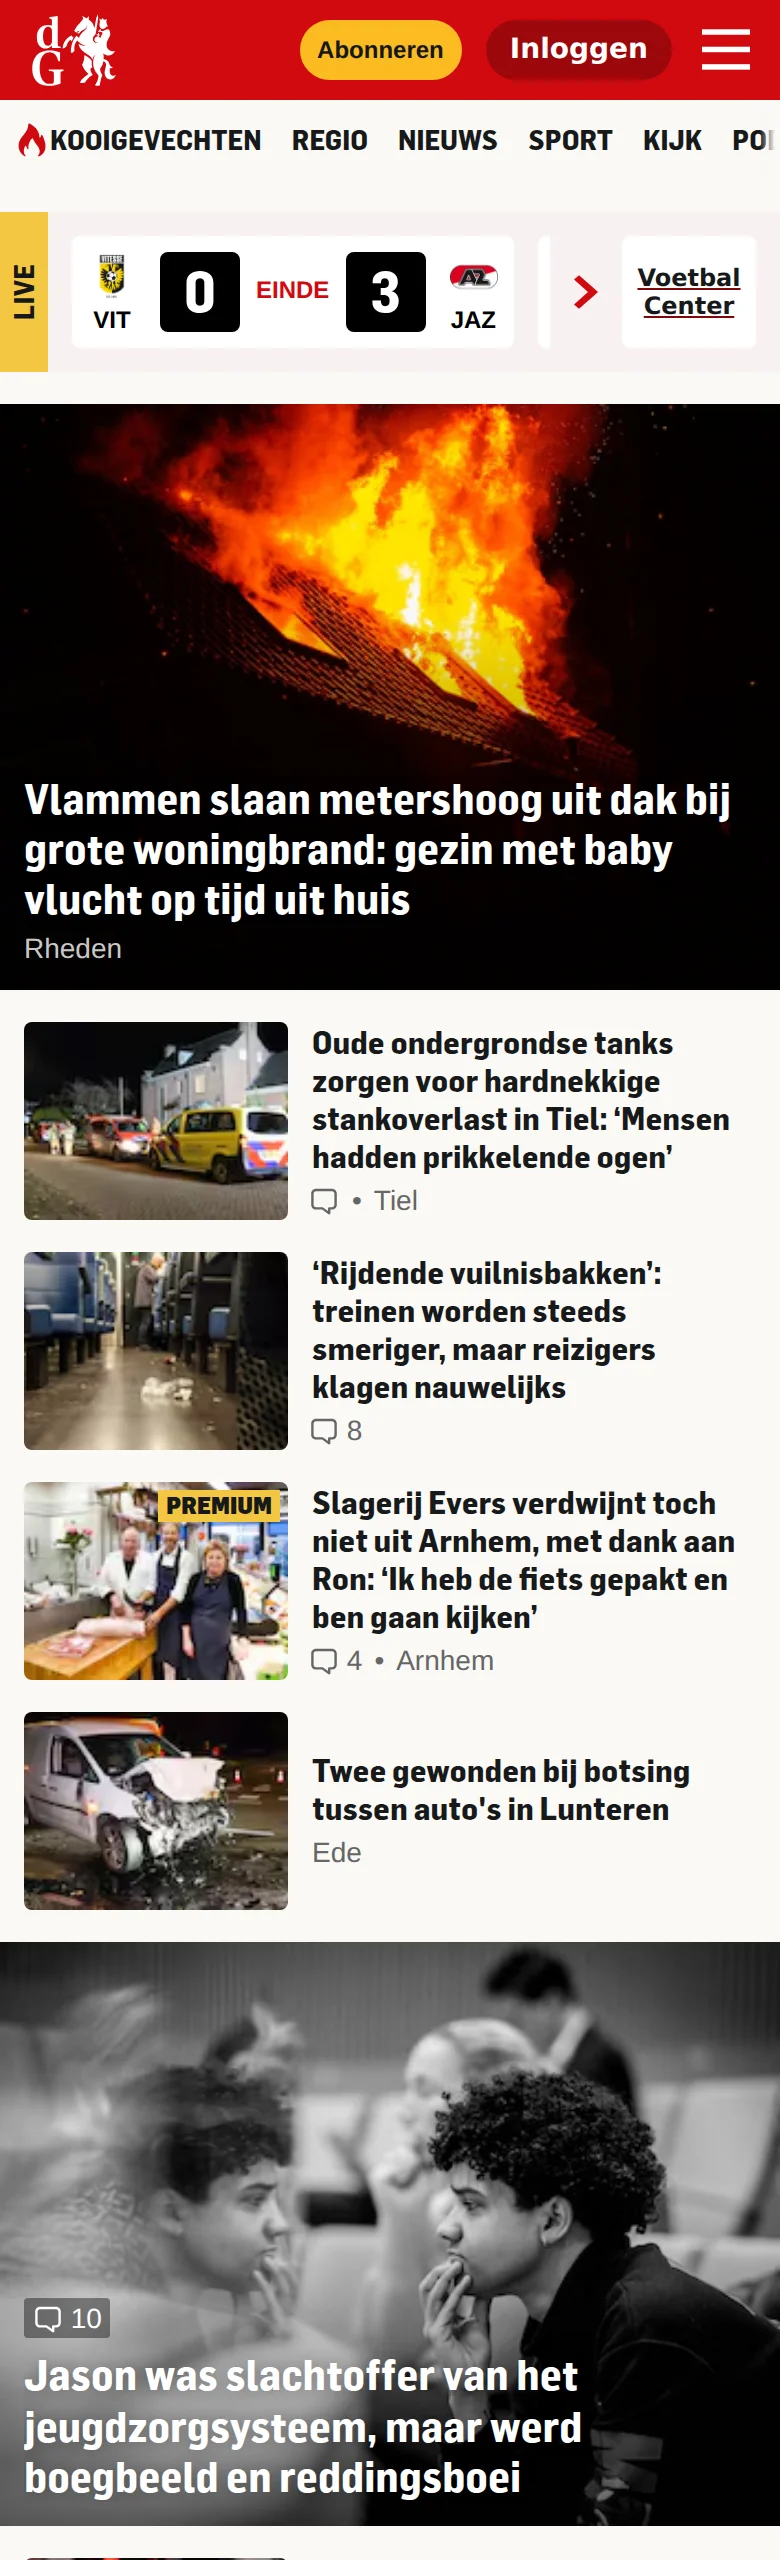 dG
Abonneren
Inloggen
KOOIGEVECHTEN REGIO NIEUWS SPORT KIJK
LIVE
VITESSE
VIT
0
EINDE
3
AZ
JAZ
Voetbal
Center
Vlammen slaan metershoog uit dak bij
grote woningbrand: gezin met baby
vlucht op tijd uit huis
Rheden
Oude ondergrondse tanks
zorgen voor hardnekkige
stankoverlast in Tiel: ‘Mensen
hadden prikkelende ogen’
• Tiel
‘Rijdende vuilnisbakken’:
treinen worden steeds
smeriger, maar reizigers
klagen nauwelijks
8
PREMIUM
Slagerij Evers verdwijnt toch
niet uit Arnhem, met dank aan
Ron: ‘Ik heb de fiets gepakt en
ben gaan kijken’
4 • Arnhem
Twee gewonden bij botsing
tussen auto's in Lunteren
Ede
10
Jason was slachtoffer van het
jeugdzorgsysteem, maar werd
boegbeeld en reddingsboei